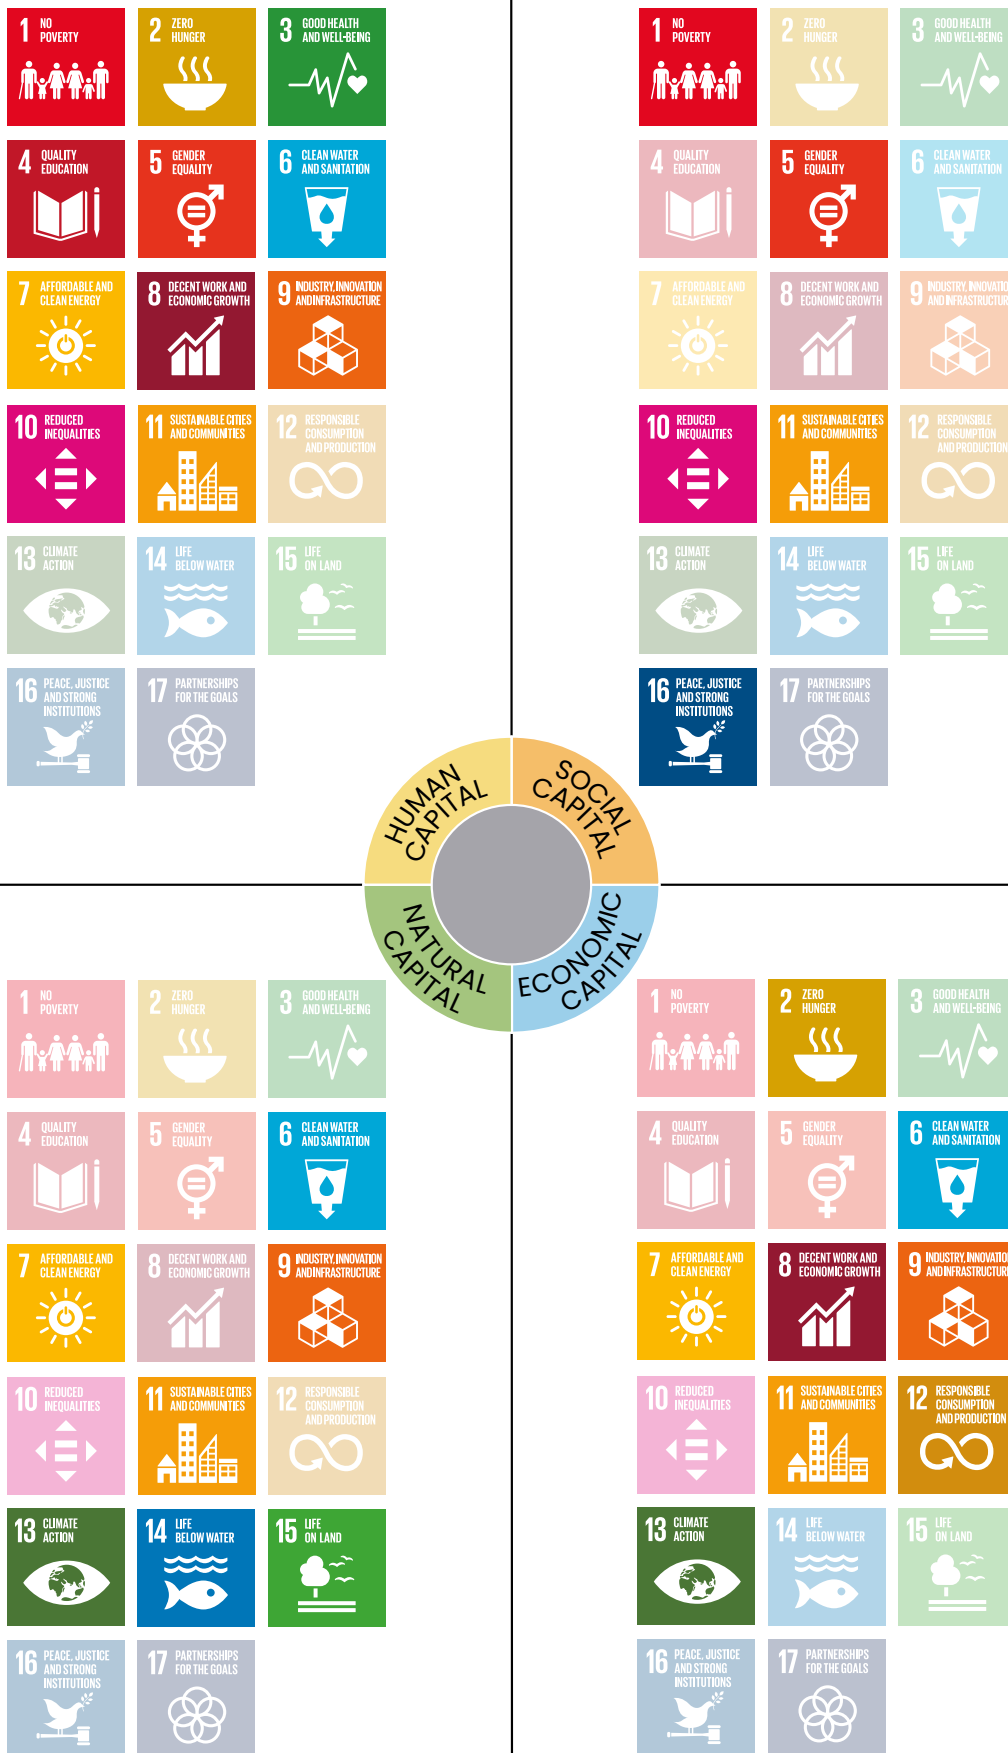 1 NO
POVERTY
2 ZERO
HUNGER
3 GOOD HEALTH
AND WELL-BEING
4 QUALITY
EDUCATION
5 GENDER
EQUALITY
6 CLEAN WATER
AND SANITATION
7 AFFORDABLE AND
CLEAN ENERGY
8 DECENT WORK AND
ECONOMIC GROWTH
9 INDUSTRY, INNOVATION
AND INFRASTRUCTURE
10 REDUCED
INEQUALITIES
11 SUSTAINABLE CITIES
AND COMMUNITIES
12 RESPONSIBLE
CONSUMPTION
AND PRODUCTION
13 CLIMATE
ACTION
14 LIFE
BELOW WATER
15 LIFE
ON LAND
16 PEACE, JUSTICE
AND STRONG
INSTITUTIONS
17 PARTNERSHIPS
FOR THE GOALS
1 NO
POVERTY
2 ZERO
HUNGER
3 GOOD HEALTH
AND WELL-BEING
4 QUALITY
EDUCATION
5 GENDER
EQUALITY
6 CLEAN WATER
AND SANITATION
7 AFFORDABLE AND
CLEAN ENERGY
8 DECENT WORK AND
ECONOMIC GROWTH
9 INDUSTRY, INNOVATIO
AND INFRASTRUCTUR
10 REDUCED
INEQUALITIES
11 SUSTAINABLE CITIES
AND COMMUNITIES
12 RESPONSIBLE
CONSUMPTION
AND PRODUCTION
13 CLIMATE
ACTION
14 LIFE
BELOW WATER
15 LIFE
ON LAND
16 PEACE, JUSTICE
AND STRONG
INSTITUTIONS
17 PARTNERSHIPS
FOR THE GOALS
HUMAN
CAPITAL
SOCIAL
CAPITAL
NATURAL
CAPITAL
ECONOMIC
CAPITAL
1 NO
POVERTY
2 ZERO
HUNGER
3 GOOD HEALTH
AND WELL-BEING
4 QUALITY
EDUCATION
5 GENDER
EQUALITY
6 CLEAN WATER
AND SANITATION
7 AFFORDABLE AND
CLEAN ENERGY
8 DECENT WORK AND
ECONOMIC GROWTH
9 INDUSTRY, INNOVATION
AND INFRASTRUCTURE
10 REDUCED
INEQUALITIES
11 SUSTAINABLE CITIES
AND COMMUNITIES
12 RESPONSIBLE
CONSUMPTION
AND PRODUCTION
13 CLIMATE
ACTION
14 LIFE
BELOW WATER
15 LIFE
ON LAND
16 PEACE, JUSTICE
AND STRONG
INSTITUTIONS
17 PARTNERSHIPS
FOR THE GOALS
1 NO
POVERTY
2 ZERO
HUNGER
3 GOOD HEALTH
AND WELL-BEING
4 QUALITY
EDUCATION
5 GENDER
EQUALITY
6 CLEAN WATER
AND SANITATION
7 AFFORDABLE AND
CLEAN ENERGY
8 DECENT WORK AND
ECONOMIC GROWTH
9 INDUSTRY, INNOVATIO
AND INFRASTRUCTUR
10 REDUCED
INEQUALITIES
11 SUSTAINABLE CITIES
AND COMMUNITIES
12 RESPONSIBLE
CONSUMPTION
AND PRODUCTION
13 CLIMATE
ACTION
14 LIFE
BELOW WATER
15 LIFE
ON LAND
16 PEACE, JUSTICE
AND STRONG
INSTITUTIONS
17 PARTNERSHIPS
FOR THE GOALS